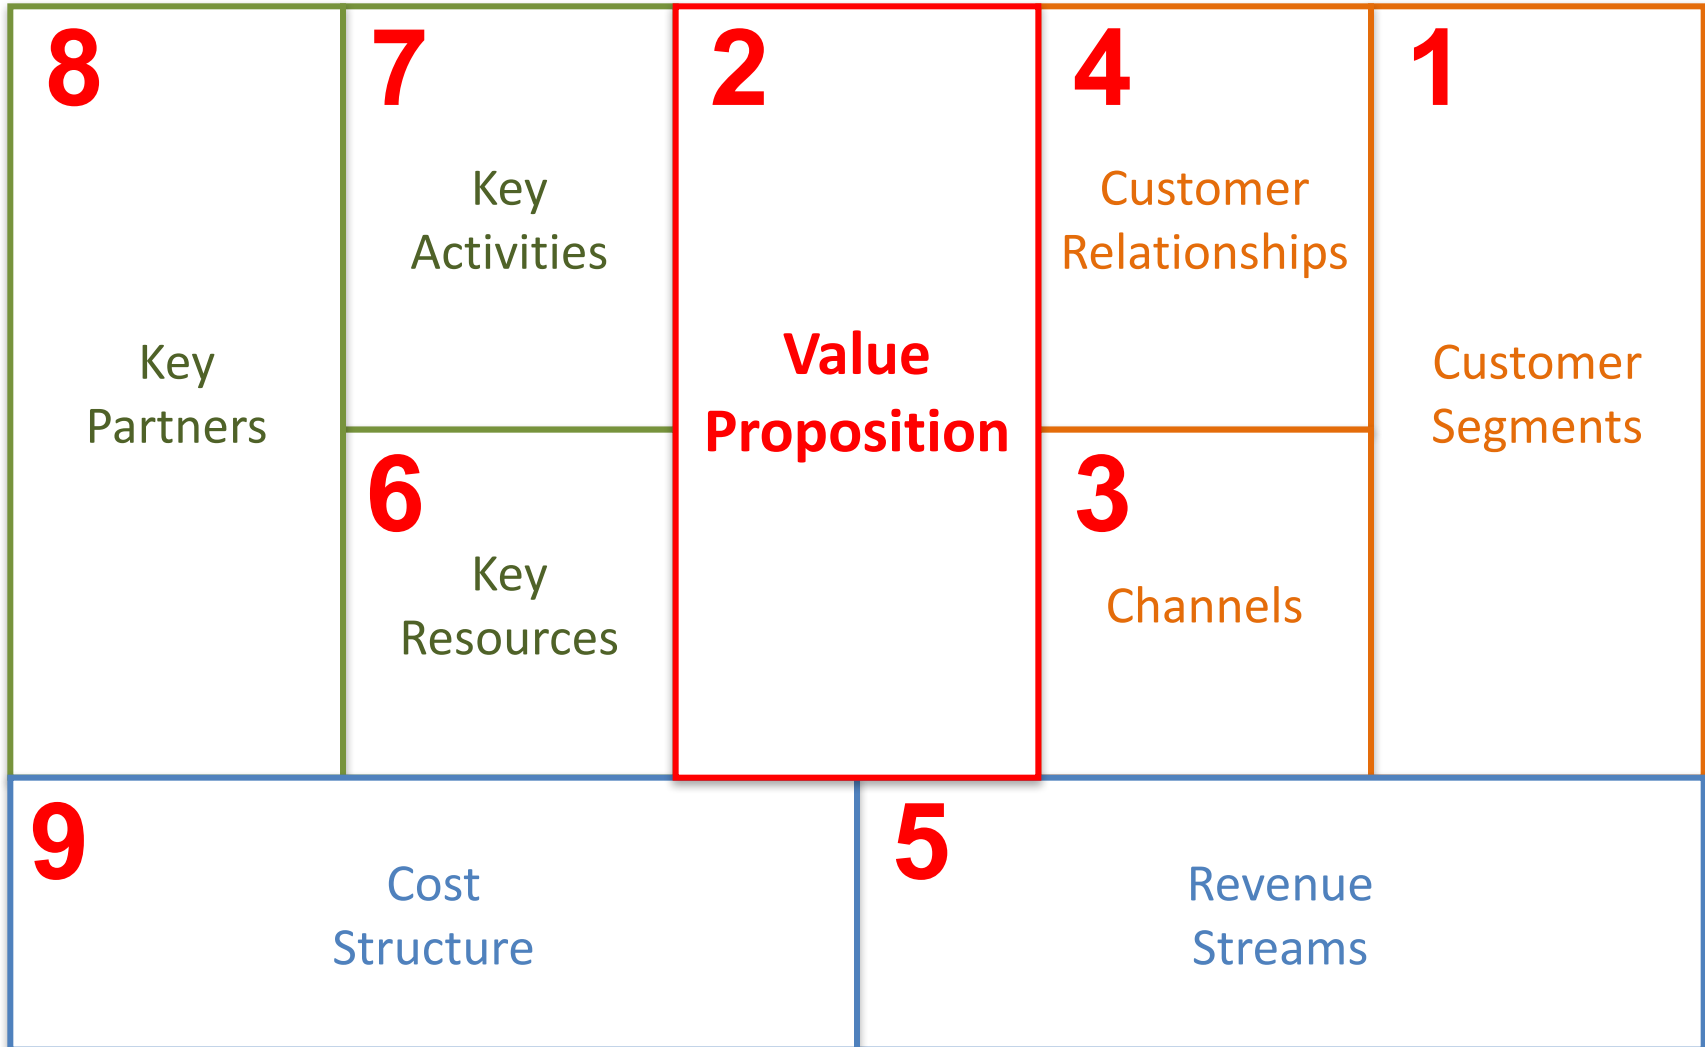 8
Key
Partners
7
Key
Activities
6
Key
Resources
2
Value
Proposition
4
Customer
Relationships
3
Channels
1
Customer
Segments
9
Cost
Structure
5
Revenue
Streams